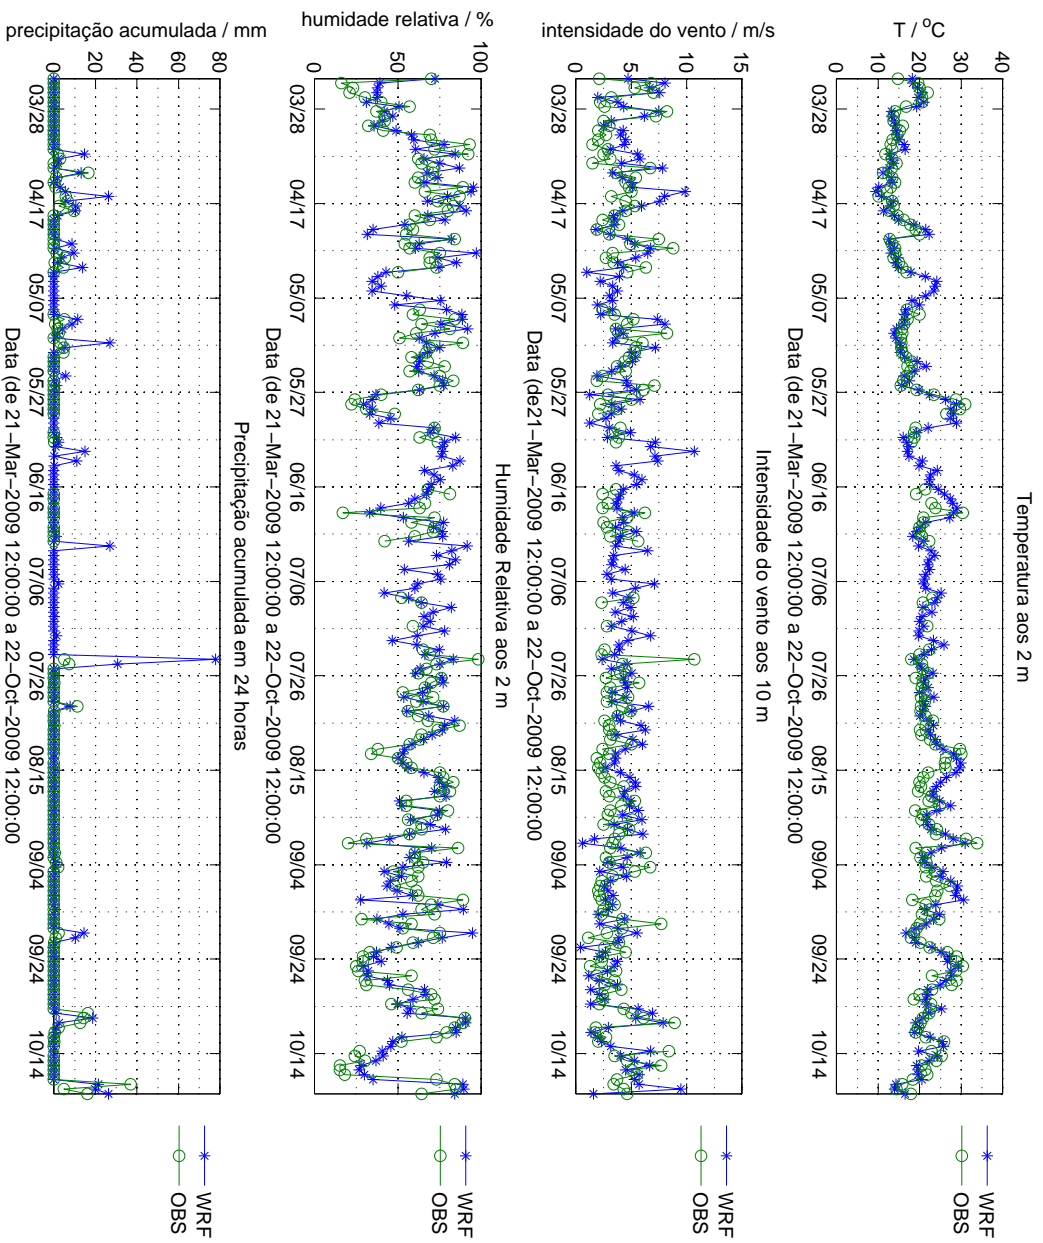 Temperatura aos 2 m
T / °C
40
30
20
10
0
03/28 04/17 05/07 05/27 06/16 07/06 07/26 08/15 09/04 09/24 10/14
Data (de 21−Mar−2009 12:00:00 a 22−Oct−2009 12:00:00
WRF
OBS
Intensidade do vento aos 10 m
intensidade do vento / m/s
15
10
5
0
03/28 04/17 05/07 05/27 06/16 07/06 07/26 08/15 09/04 09/24 10/14
Data (de21−Mar−2009 12:00:00 a 22−Oct−2009 12:00:00
WRF
OBS
Humidade Relativa aos 2 m
humidade relativa / %
100
50
0
03/28 04/17 05/07 05/27 06/16 07/06 07/26 08/15 09/04 09/24 10/14
Data (de 21−Mar−2009 12:00:00 a 22−Oct−2009 12:00:00
WRF
OBS
Precipitação acumulada em 24 horas
precipitação acumulada / mm
80
60
40
20
0
03/28 04/17 05/07 05/27 06/16 07/06 07/26 08/15 09/04 09/24 10/14
Data (de 21−Mar−2009 12:00:00 a 22−Oct−2009 12:00:00
WRF
OBS